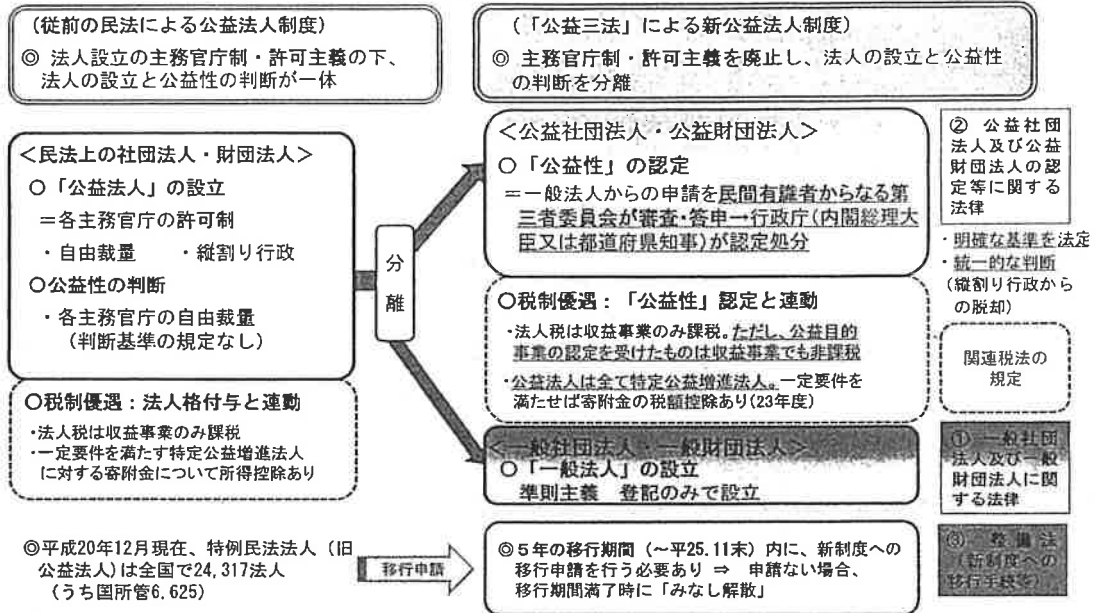 (従前の民法による公益法人制度)
◎ 法人設立の主務官庁制・許可主義の下、
法人の設立と公益性の判断が一体
(「公益三法」による新公益法人制度)
◎ 主務官庁制・許可主義を廃止し、法人の設立と公益性
の判断を分離
<民法上の社団法人・財団法人>
○「公益法人」の設立
＝各主務官庁の許可制
・自由裁量 ・縦割り行政
○公益性の判断
・各主務官庁の自由裁量
(判断基準の規定なし)
○税制優遇：法人格付与と連動
・法人税は収益事業のみ課税
・一定要件を満たす特定公益増進法人
に対する寄附金について所得控除あり
分
離
<公益社団法人・公益財団法人>
○「公益性」の認定
＝一般法人からの申請を民間有識者からなる第
三者委員会が審査・答申→行政庁(内閣総理大
臣又は都道府県知事)が認定処分
○税制優遇：「公益性」認定と連動
・法人税は収益事業のみ課税。ただし、公益目的
事業の認定を受けたものは収益事業でも非課税
・公益法人は全て特定公益増進法人。一定要件を
満たせば寄附金の税額控除あり(23年度)
<一般社団法人・一般財団法人>
○「一般法人」の設立
準則主義 登記のみで設立
② 公益社団
法人及び公益
財団法人の認
定等に関する
法律
・明確な基準を法定
・統一的な判断
(縦割り行政から
の脱却)
関連税法の
規定
① 一般社団
法人及び一般
財団法人に関
する法律
◎平成20年12月現在、特例民法法人（旧
公益法人)は全国で24,317法人
(うち国所管6,625)
移行申請
◎５年の移行期間（～平25.11末）内に、新制度への
移行申請を行う必要あり ⇒ 申請ない場合、
移行期間満了時に「みなし解散」
③ 整備法
(新制度への
移行手続等)